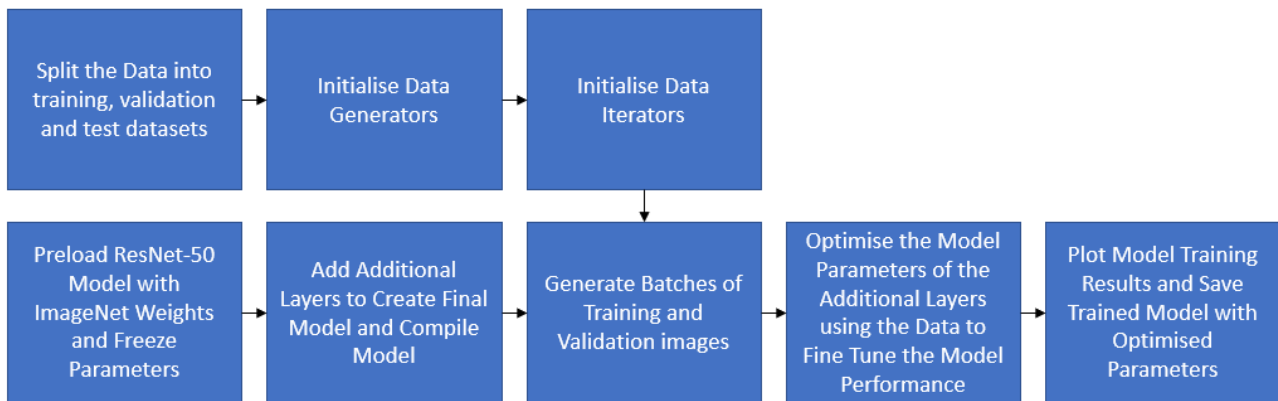 Split the Data into
training, validation
and test datasets
Initialise Data
Generators
Initialise Data
Iterators
Preload ResNet-50
Model with
ImageNet Weights
and Freeze
Parameters
Add Additional
Layers to Create Final
Model and Compile
Model
Generate Batches of
Training and
Validation images
Optimise the Model
Parameters of the
Additional Layers
using the Data to
Fine Tune the Model
Performance
Plot Model Training
Results and Save
Trained Model with
Optimised
Parameters